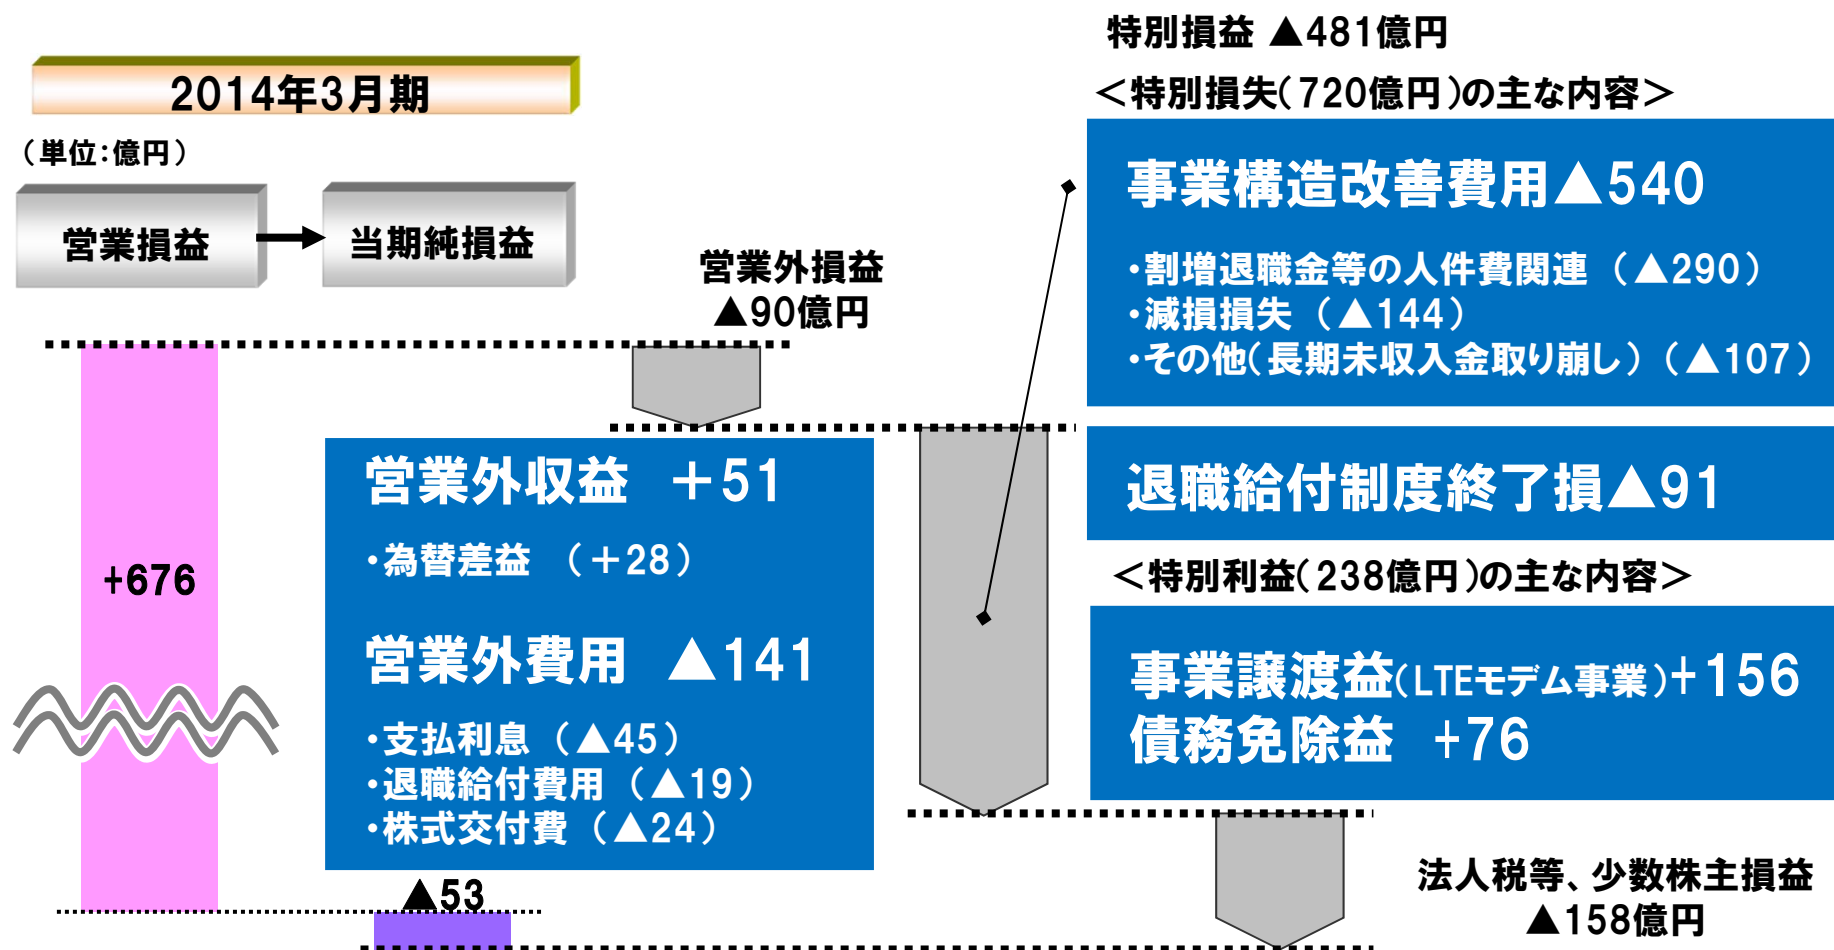 2014年3月期
（単位：億円）
営業損益
当期純損益
営業外損益
▲90億円
+676
営業外収益　＋51
・為替差益　（＋28）
営業外費用　▲141
・支払利息（▲45）
・退職給付費用（▲19）
・株式交付費（▲24）
▲53
特別損益 ▲481億円
＜特別損失（720億円）の主な内容＞
事業構造改善費用▲540
・割増退職金等の人件費関連（▲290）
・減損損失（▲144）
・その他（長期未収入金取り崩し）（▲107）
退職給付制度終了損▲91
＜特別利益（238億円）の主な内容＞
事業譲渡益（LTEモデム事業）+156
債務免除益　+76
法人税等、少数株主損益
▲158億円